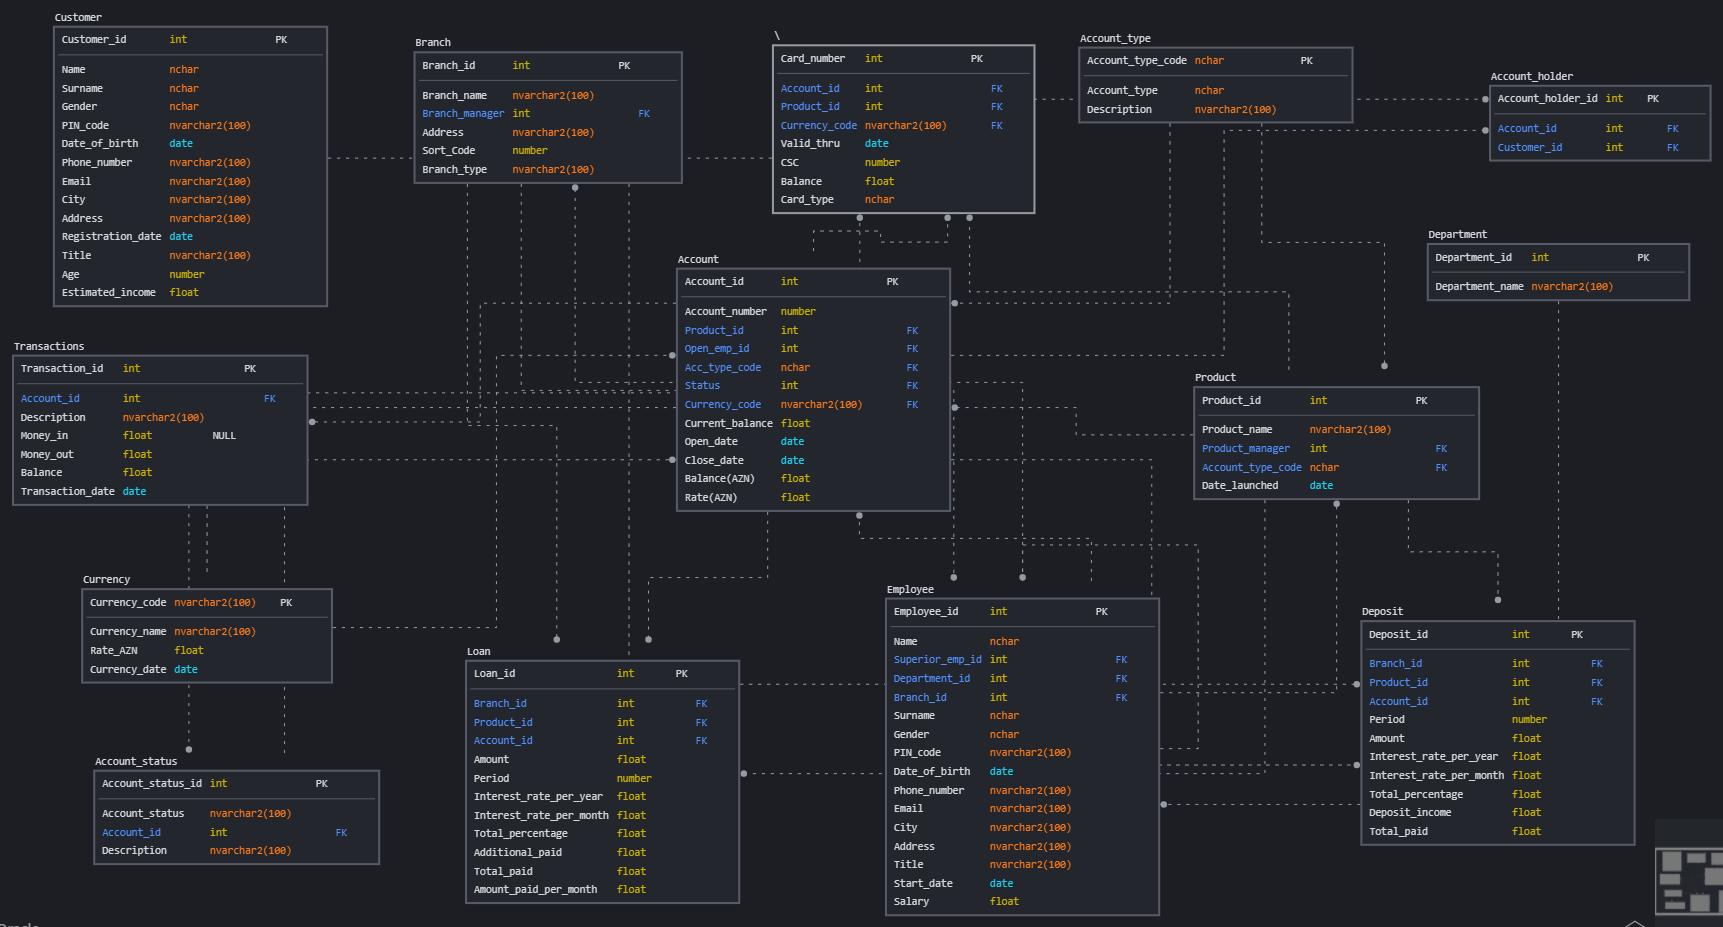 Customer
Customer_id int PK
Name nchar
Surname nchar
Gender nchar
PIN_code nvarchar2(100)
Date_of_birth date
Phone_number nvarchar2(100)
Email nvarchar2(100)
City nvarchar2(100)
Address nvarchar2(100)
Registration_date date
Title nvarchar2(100)
Age number
Estimated_income float
Branch
Branch_id int PK
Branch_name nvarchar2(100)
Branch_manager int FK
Address nvarchar2(100)
Sort_Code number
Branch_type nvarchar2(100)
\
Card_number int PK
Account_id int FK
Product_id int FK
Currency_code nvarchar2(100) FK
Valid_thru date
CSC number
Balance float
Card_type nchar
Account_type
Account_type_code nchar PK
Account_type nchar
Description nvarchar2(100)
Account_holder
Account_holder_id int PK
Account_id int FK
Customer_id int FK
Department
Department_id int PK
Department_name nvarchar2(100)
Account
Account_id int PK
Account_number number
Product_id int FK
Open_emp_id int FK
Acc_type_code nchar FK
Status int FK
Currency_code nvarchar2(100) FK
Current_balance float
Open_date date
Close_date date
Balance(AZN) float
Rate(AZN) float
Transactions
Transaction_id int PK
Account_id int FK
Description nvarchar2(100)
Money_in float NULL
Money_out float
Balance float
Transaction_date date
Product
Product_id int PK
Product_name nvarchar2(100)
Product_manager int FK
Account_type_code nchar FK
Date_launched date
Currency
Currency_code nvarchar2(100) PK
Currency_name nvarchar2(100)
Rate_AZN float
Currency_date date
Loan
Loan_id int PK
Branch_id int FK
Product_id int FK
Account_id int FK
Amount float
Period number
Interest_rate_per_year float
Interest_rate_per_month float
Total_percentage float
Additional_paid float
Total_paid float
Amount_paid_per_month float
Employee
Employee_id int PK
Name nchar
Superior_emp_id int FK
Department_id int FK
Branch_id int FK
Surname nchar
Gender nchar
PIN_code nvarchar2(100)
Date_of_birth date
Phone_number nvarchar2(100)
Email nvarchar2(100)
City nvarchar2(100)
Address nvarchar2(100)
Title nvarchar2(100)
Start_date date
Salary float
Deposit
Deposit_id int PK
Branch_id int FK
Product_id int FK
Account_id int FK
Period number
Amount float
Interest_rate_per_year float
Interest_rate_per_month float
Total_percentage float
Deposit_income float
Total_paid float
Account_status
Account_status_id int PK
Account_status nvarchar2(100)
Account_id int FK
Description nvarchar2(100)